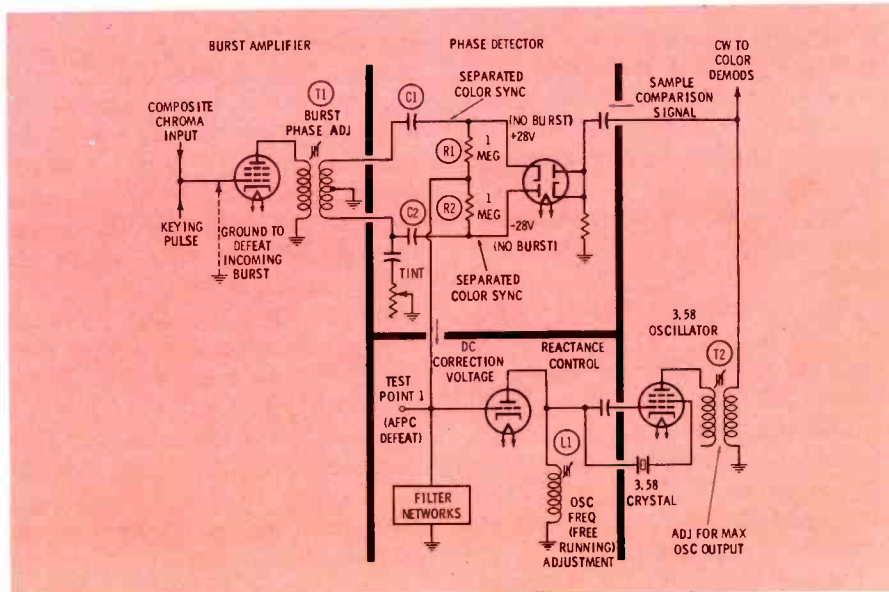 BURST AMPLIFIER
PHASE DETECTOR
CW TO
COLOR
DEMODS
COMPOSITE
CHROMA
INPUT
T1
BURST
PHASE ADJ
C1
SEPARATED
COLOR SYNC
(NO BURST)
+28V
SAMPLE
COMPARISON
SIGNAL
R1
1
MEG
R2
1
MEG
KEYING
PULSE
GROUND TO
DEFEAT
INCOMING
BURST
C2
-28V
(NO BURST)
TINT
SEPARATED
COLOR SYNC
3.58
OSCILLATOR
T2
DC
CORRECTION
VOLTAGE
REACTANCE
CONTROL
TEST
POINT 1
(AFPC
DEFEAT)
L1
3.58
CRYSTAL
FILTER
NETWORKS
OSC
FREQ
(FREE
RUNNING)
ADJUSTMENT
ADJ FOR MAX
OSC OUTPUT